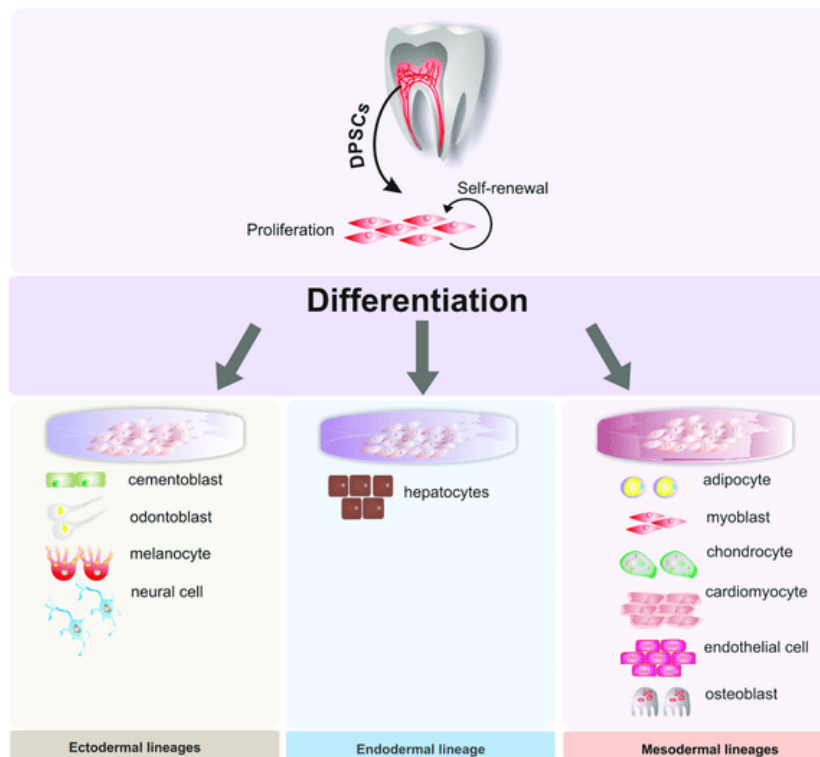 DPSCs
Self-renewal
Proliferation
Differentiation
cementoblast
odontoblast
melanocyte
neural cell
Ectodermal lineages
hepatocytes
Endodermal lineage
adipocyte
myoblast
chondrocyte
cardiomyocyte
endothelial cell
osteoblast
Mesodermal lineages